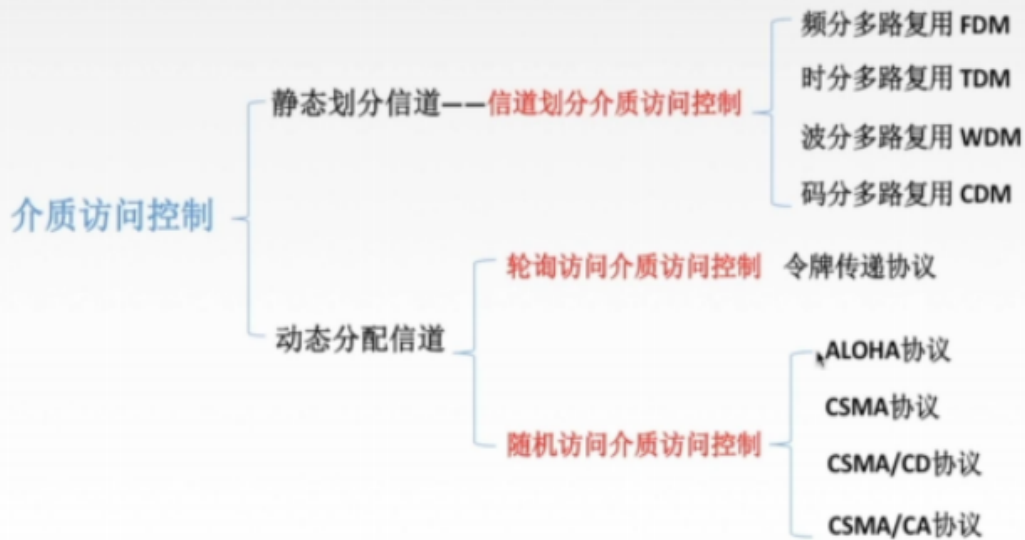 频分多路复用 FDM
静态划分信道——信道划分介质访问控制
时分多路复用 TDM
波分多路复用 WDM
码分多路复用 CDM
介质访问控制
轮询访问介质访问控制 令牌传递协议
动态分配信道
ALOHA协议
CSMA协议
随机访问介质访问控制
CSMA/CD协议
CSMA/CA协议